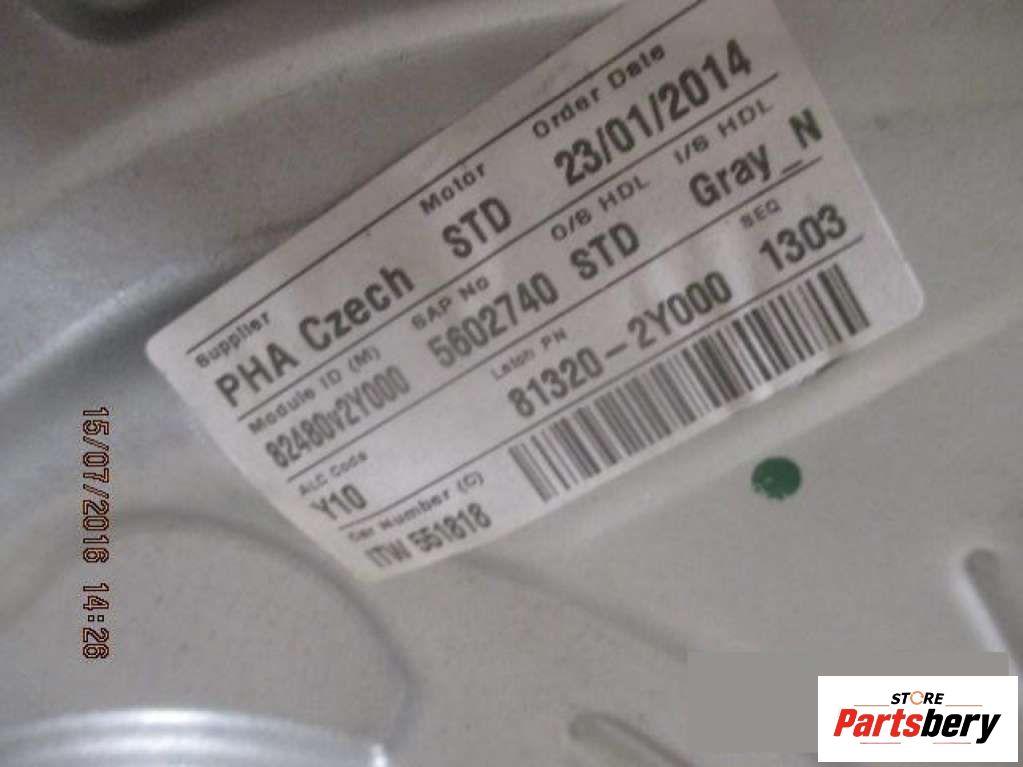 Supplier Motor Order Date
PHA Czech STD 23/01/2014
Module ID (M) SAP No O/S HDL I/S HDL
82480v2Y000 5602740 STD Gray_N
ALC Code Latch PN SEQ
Y10 81320-2Y000 1303
Car Number (C)
ITW 551818
15/07/2016 14:26
STORE
Partsbery